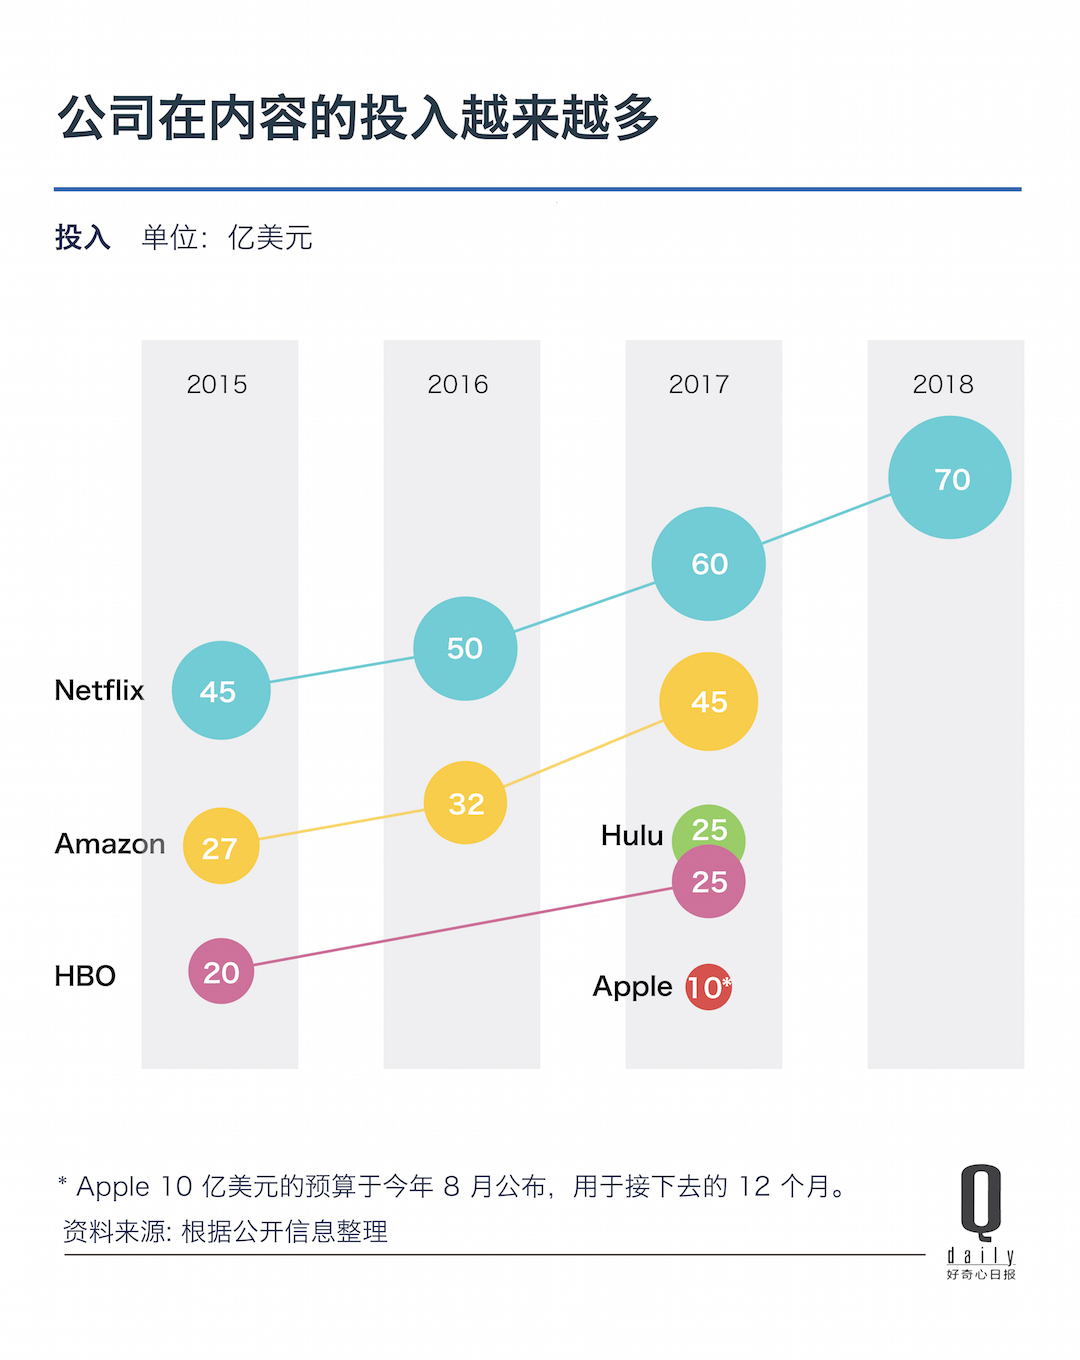 公司在内容的投入越来越多
投入 单位：亿美元
2015 2016 2017 2018
70
60
50
Netflix 45
45
32
Amazon 27
Hulu 25
25
HBO 20
Apple 10*
* Apple 10 亿美元的预算于今年 8 月公布，用于接下去的 12 个月。
资料来源: 根据公开信息整理
Q
daily
好奇心日报